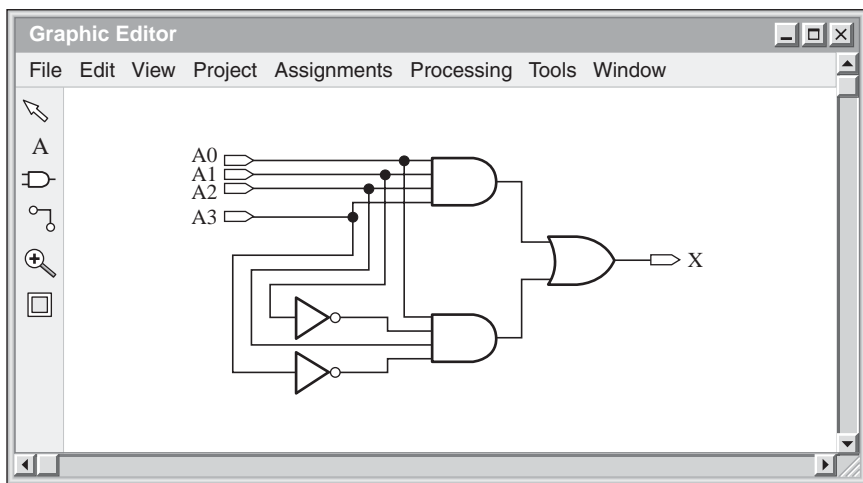 Graphic Editor
File Edit View Project Assignments Processing Tools Window
A
A0
A1
A2
A3
X